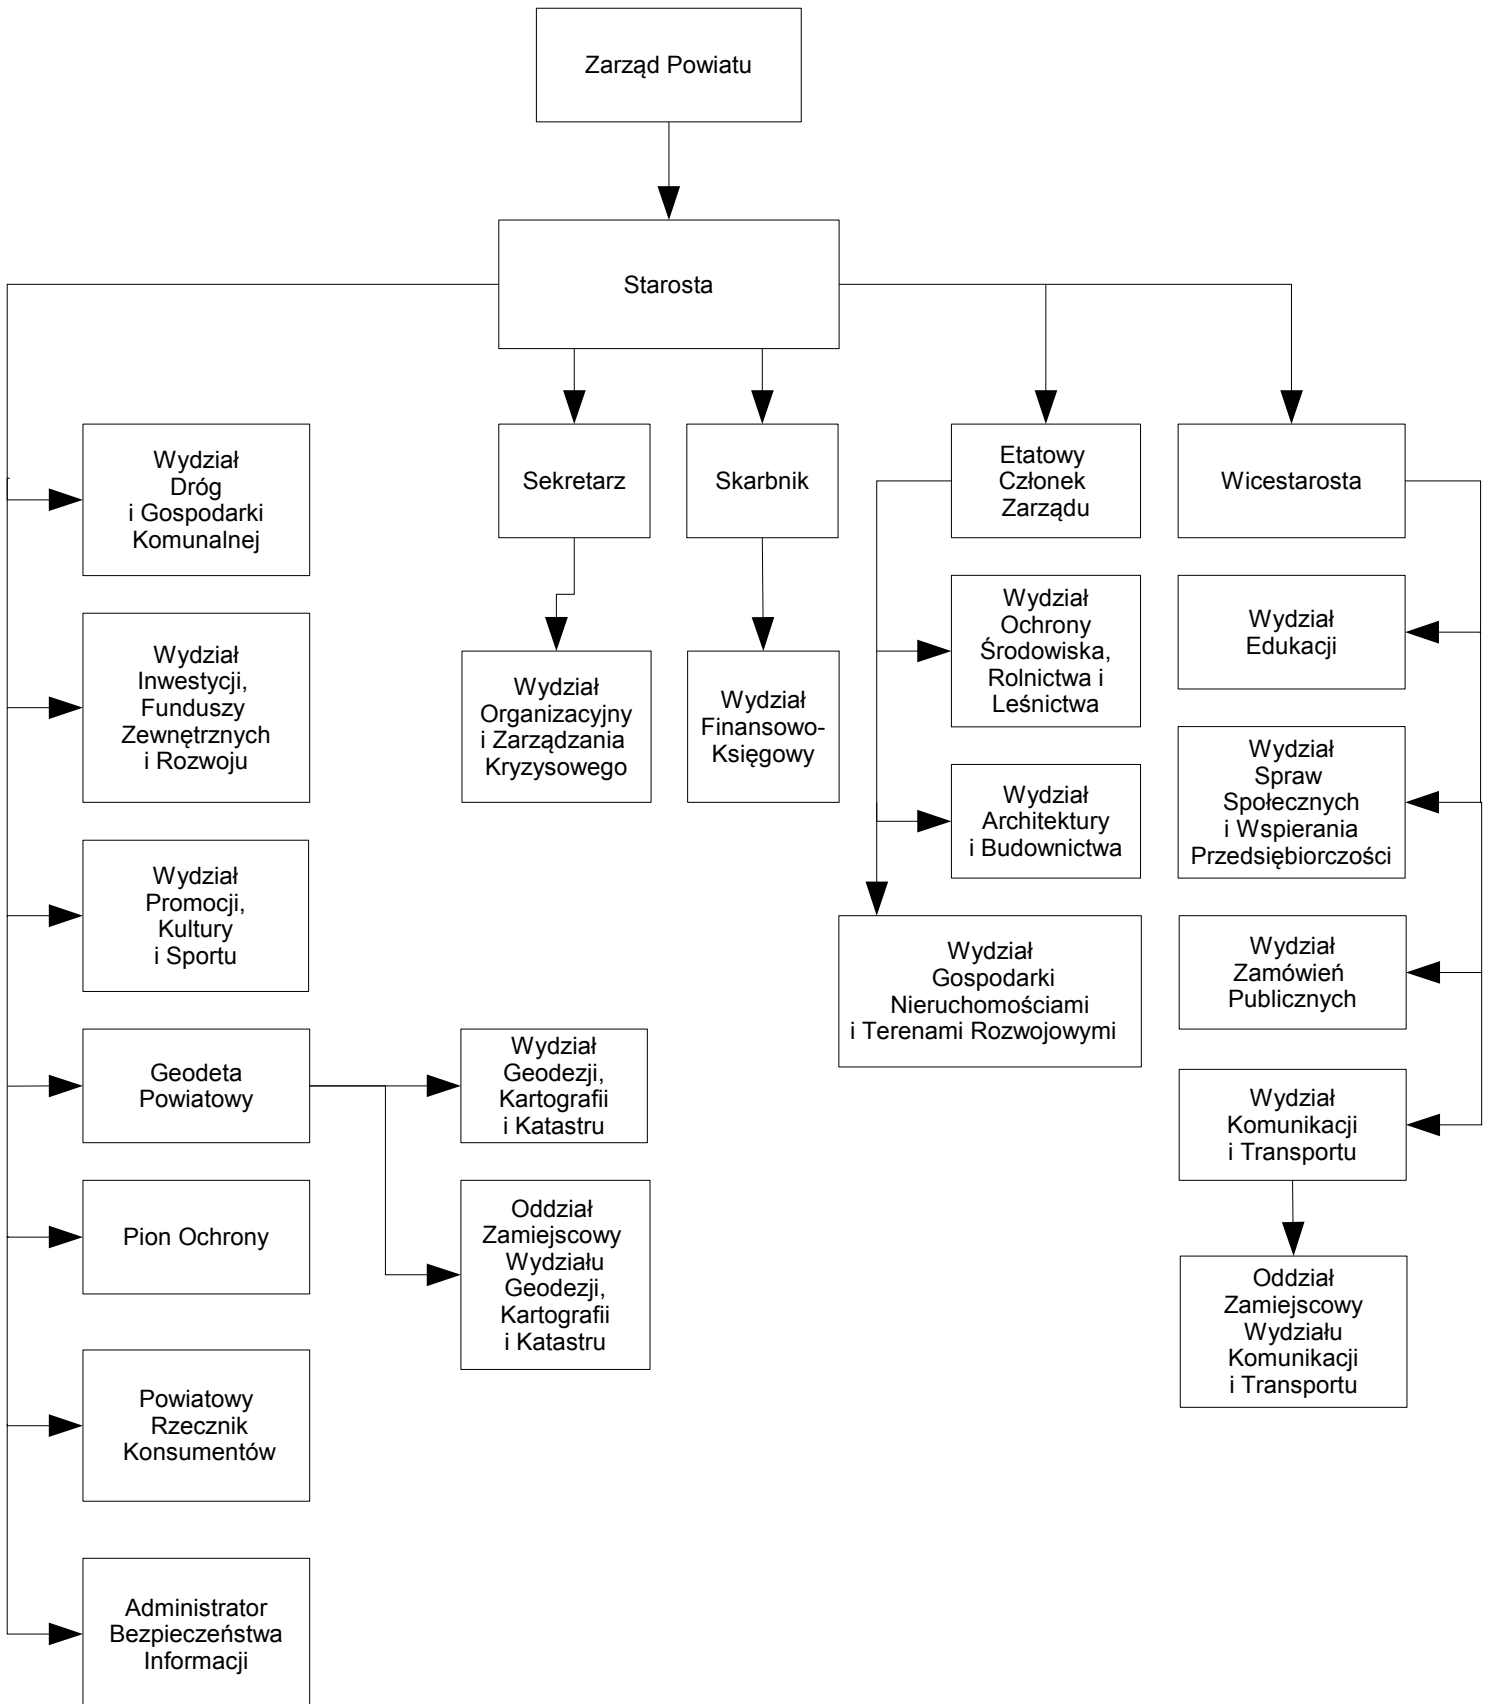 Zarząd Powiatu
Starosta
Wydział
Dróg
i Gospodarki
Komunalnej
Sekretarz
Skarbnik
Etatowy
Członek
Zarządu
Wicestarosta
Wydział
Inwestycji,
Funduszy
Zewnętrznych
i Rozwoju
Wydział
Organizacyjny
i Zarządzania
Kryzysowego
Wydział
Finansowo-
Księgowy
Wydział
Ochrony
Środowiska,
Rolnictwa i
Leśnictwa
Wydział
Edukacji
Wydział
Architektury
i Budownictwa
Wydział
Spraw
Społecznych
i Wspierania
Przedsiębiorczości
Wydział
Promocji,
Kultury
i Sportu
Wydział
Gospodarki
Nieruchomościami
i Terenami Rozwojowymi
Wydział
Zamówień
Publicznych
Geodeta
Powiatowy
Wydział
Geodezji,
Kartografii
i Katastru
Wydział
Komunikacji
i Transportu
Pion Ochrony
Oddział
Zamiejscowy
Wydziału
Geodezji,
Kartografii
i Katastru
Oddział
Zamiejscowy
Wydziału
Komunikacji
i Transportu
Powiatowy
Rzecznik
Konsumentów
Administrator
Bezpieczeństwa
Informacji